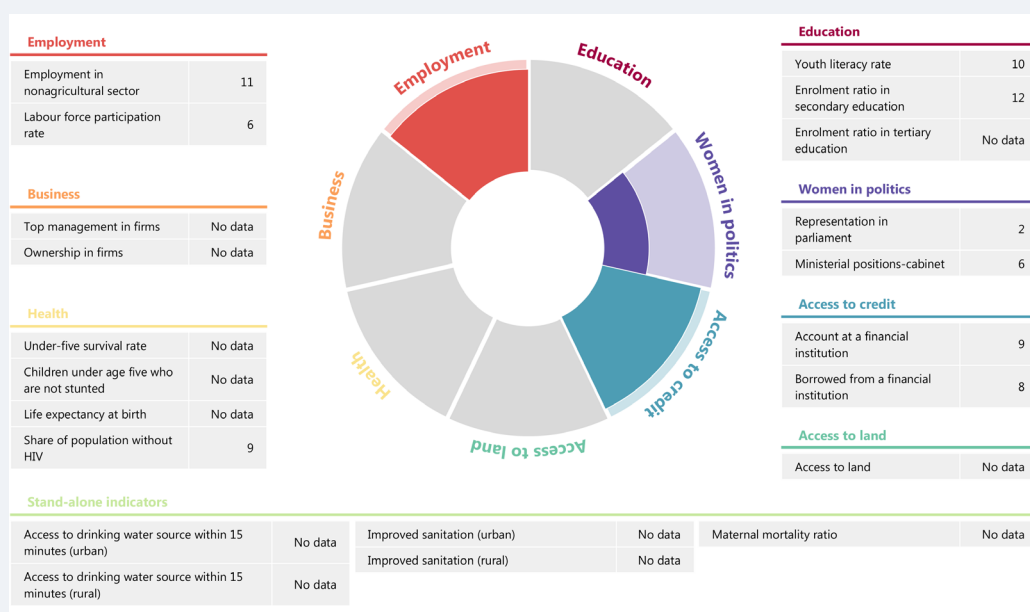 Employment
Employment in
nonagricultural sector
11
Labour force participation
rate
6
Business
Top management in firms
No data
Ownership in firms
No data
Health
Under-five survival rate
No data
Children under age five who
are not stunted
No data
Life expectancy at birth
No data
Share of population without
HIV
9
Employment
Education
Women in politics
Access to credit
Access to land
Health
Business
Education
Youth literacy rate
10
Enrolment ratio in
secondary education
12
Enrolment ratio in tertiary
education
No data
Women in politics
Representation in
parliament
2
Ministerial positions-cabinet
6
Access to credit
Account at a financial
institution
9
Borrowed from a financial
institution
8
Access to land
Access to land
No data
Stand-alone indicators
Access to drinking water source within 15
minutes (urban)
No data
Access to drinking water source within 15
minutes (rural)
No data
Improved sanitation (urban)
No data
Improved sanitation (rural)
No data
Maternal mortality ratio
No data